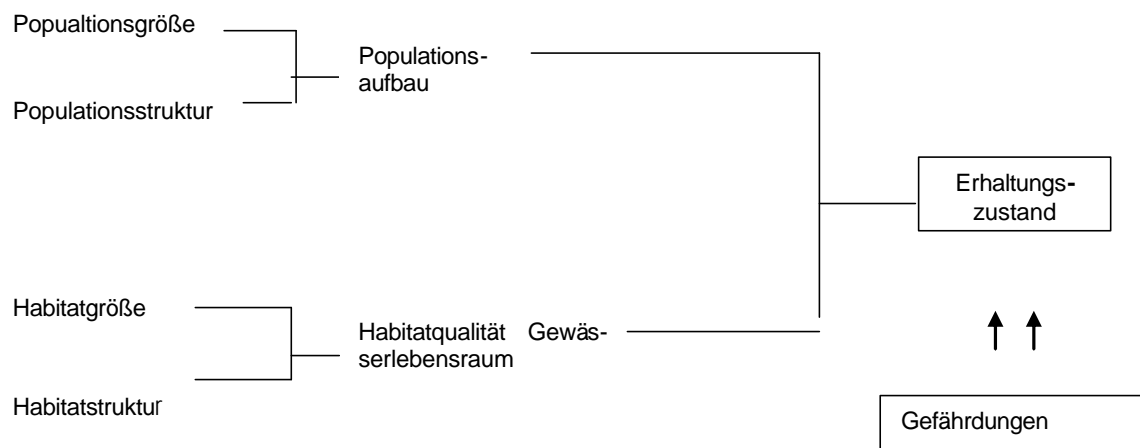 Popualtionsgröße
Populations-
aufbau
Populationsstruktur
Erhaltungs-
zustand
Habitatgröße
Habitatqualität Gewäs-
serlebensraum
Habitatstruktur
Gefährdungen